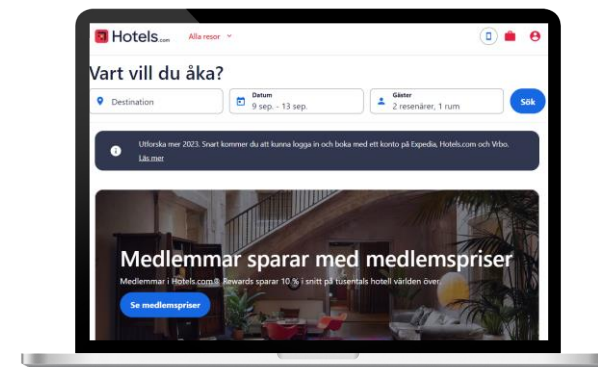 Hotels.com
Alla resor
Vart vill du åka?
Destination
Datum
9 sep. - 13 sep.
Gäster
2 resenärer, 1 rum
Sök
Utforska mer 2023. Snart kommer du att kunna logga in och boka med ett konto på Expedia, Hotels.com och Vrbo.
Läs mer
Medlemmar sparar med medlemspriser
Medlemmar i Hotels.com® Rewards sparar 10 % i snitt på tusentals hotell världen över.
Se medlemspriser